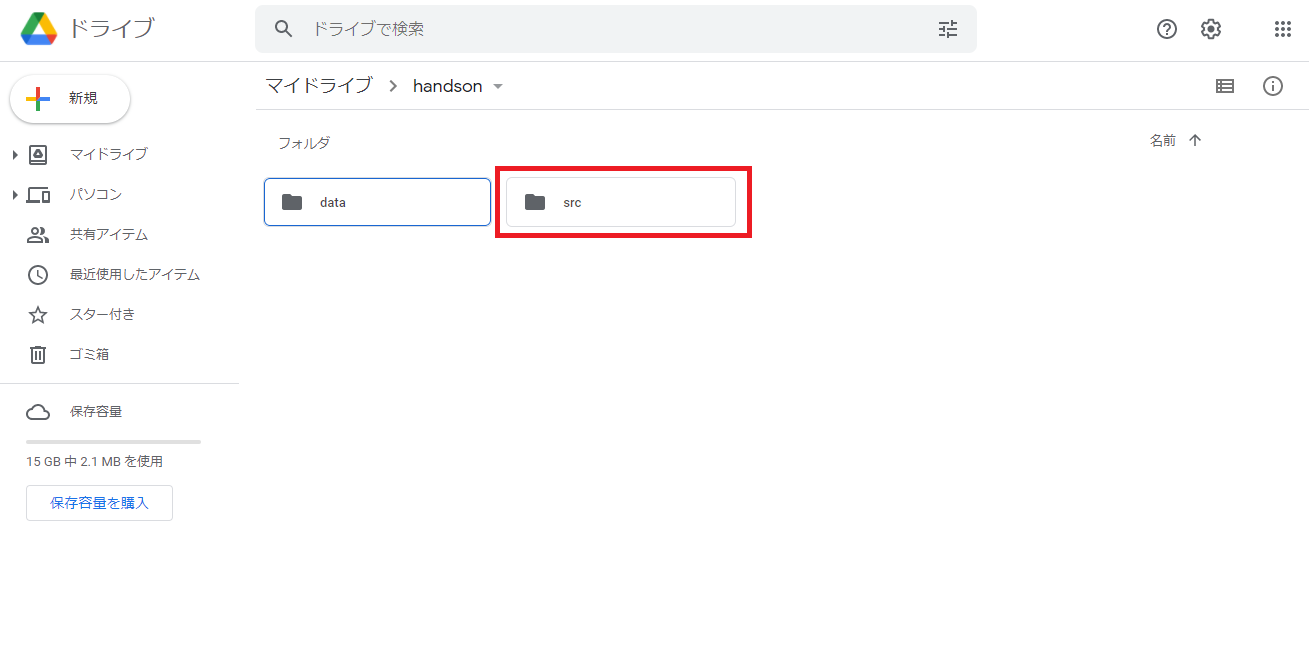 ドライブ
ドライブで検索
マイドライブ
handson
新規
フォルダ
名前
data
src
マイドライブ
パソコン
共有アイテム
最近使用したアイテム
スター付き
ゴミ箱
保存容量
15 GB 中 2.1 MB を使用
保存容量を購入